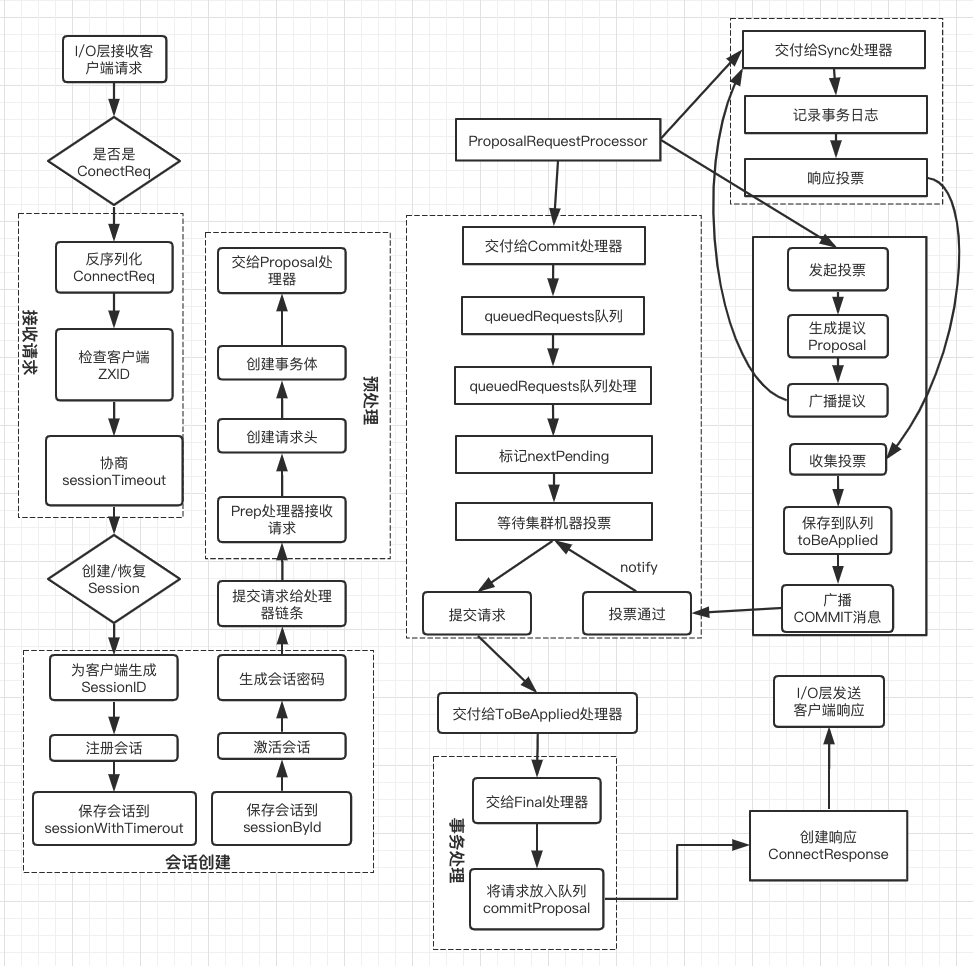 I/O层接收客
户端请求
是否是
ConectReq
接收请求
反序列化
ConnectReq
检查客户端
ZXID
协商
sessionTimeout
创建/恢复
Session
为客户端生成
SessionID
注册会话
保存会话到
sessionWithTimerout
保存会话到
sessionById
激活会话
生成会话密码
会话创建
提交请求给处理
器链条
Prep处理器接收
请求
创建请求头
创建事务体
交给Proposal处
理器
预处理
ProposalRequestProcessor
交付给Commit处理器
queuedRequests队列
queuedRequests队列处理
标记nextPending
等待集群机器投票
notify
提交请求
投票通过
交付给Sync处理器
记录事务日志
响应投票
发起投票
生成提议
Proposal
广播提议
收集投票
保存到队列
toBeApplied
广播
COMMIT消息
交付给ToBeApplied处理器
事务处理
交给Final处理器
将请求放入队列
commitProposal
创建响应
ConnectResponse
I/O层发送
客户端响应